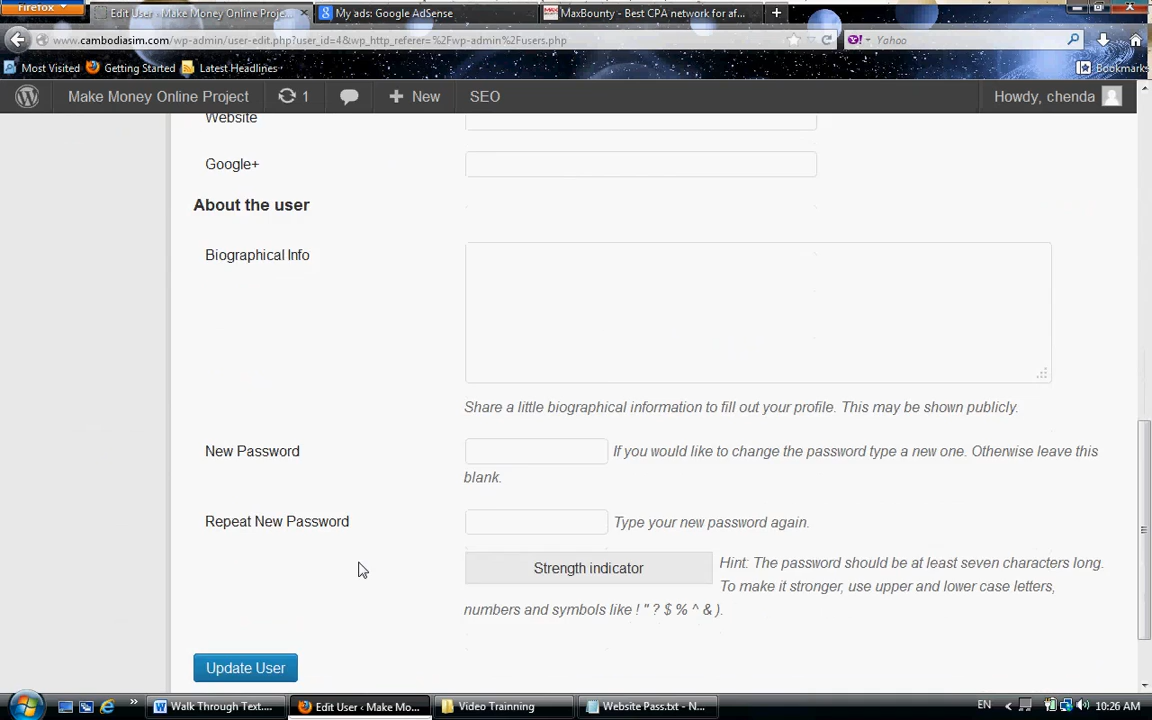 Firefox
Edit User ‹ Make Money Online Proje...
My ads: Google AdSense
MaxBounty - Best CPA network for af...
www.cambodiasim.com/wp-admin/user-edit.php?user_id=4&wp_http_referer=%2Fwp-admin%2Fusers.php
Yahoo
Most Visited
Getting Started
Latest Headlines
Bookmarks
Make Money Online Project
1
New
SEO
Howdy, chenda
Website
Google+
About the user
Biographical Info
Share a little biographical information to fill out your profile. This may be shown publicly.
New Password
If you would like to change the password type a new one. Otherwise leave this
blank.
Repeat New Password
Type your new password again.
Strength indicator
Hint: The password should be at least seven characters long.
To make it stronger, use upper and lower case letters,
numbers and symbols like ! " ? $ % ^ & ).
Update User
Walk Through Text....
Edit User ‹ Make Mo...
Video Trainning
Website Pass.txt - N...
EN
10:26 AM